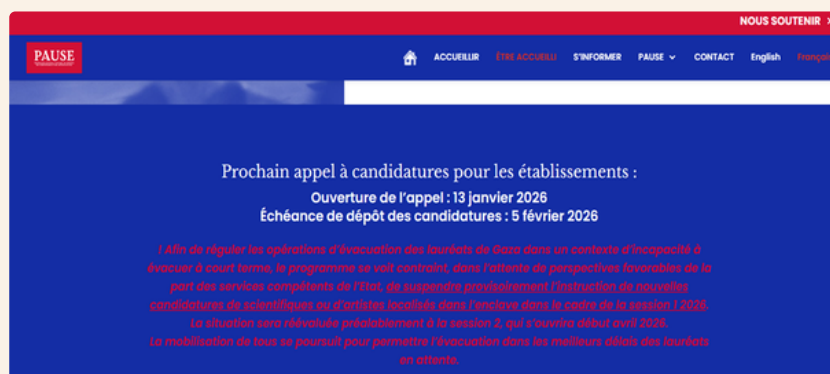 NOUS SOUTENIR
PAUSE
ACCUEILLIR ÊTRE ACCUEILLI S'INFORMER PAUSE CONTACT English Français
Prochain appel à candidatures pour les établissements :
Ouverture de l'appel : 13 janvier 2026
Échéance de dépôt des candidatures : 5 février 2026
! Afin de réguler les opérations d'évacuation des lauréats de Gaza dans un contexte d'incapacité à
évacuer à court terme, le programme se voit contraint, dans l'attente de perspectives favorables de la
part des services compétents de l'Etat, de suspendre provisoirement l'instruction de nouvelles
candidatures de scientifiques ou d'artistes localisés dans l'enclave dans le cadre de la session 1 2026.
La situation sera réévaluée préalablement à la session 2, qui s'ouvrira début avril 2026.
La mobilisation de tous se poursuit pour permettre l'évacuation dans les meilleurs délais des lauréats
en attente.